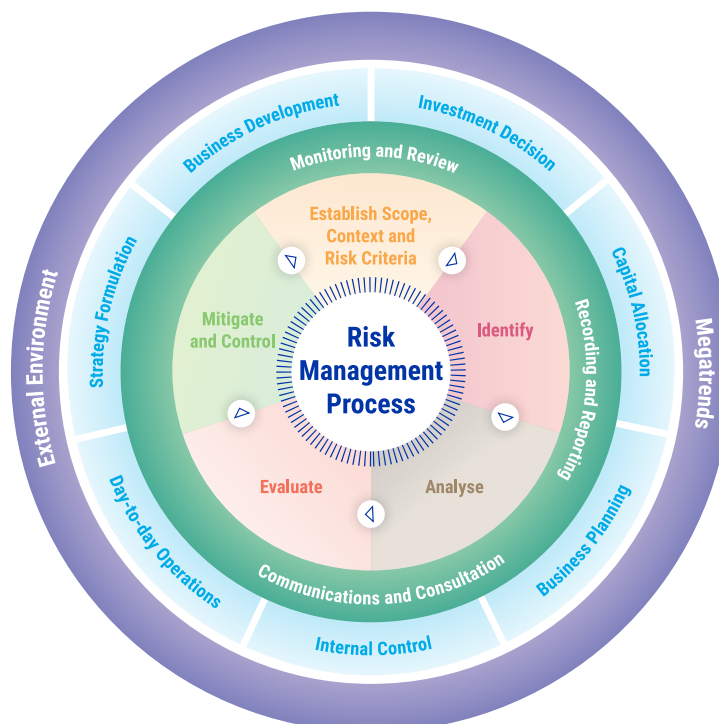 External Environment
Megatrends
Business Development
Investment Decision
Capital Allocation
Business Planning
Internal Control
Day-to-day Operations
Strategy Formulation
Monitoring and Review
Recording and Reporting
Communications and Consultation
Establish Scope,
Context and
Risk Criteria
Identify
Analyse
Evaluate
Mitigate
and Control
Risk
Management
Process